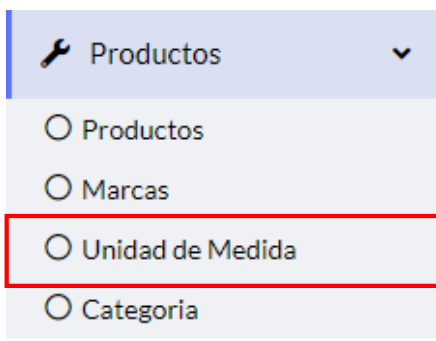 Productos
Productos
Marcas
Unidad de Medida
Categoria